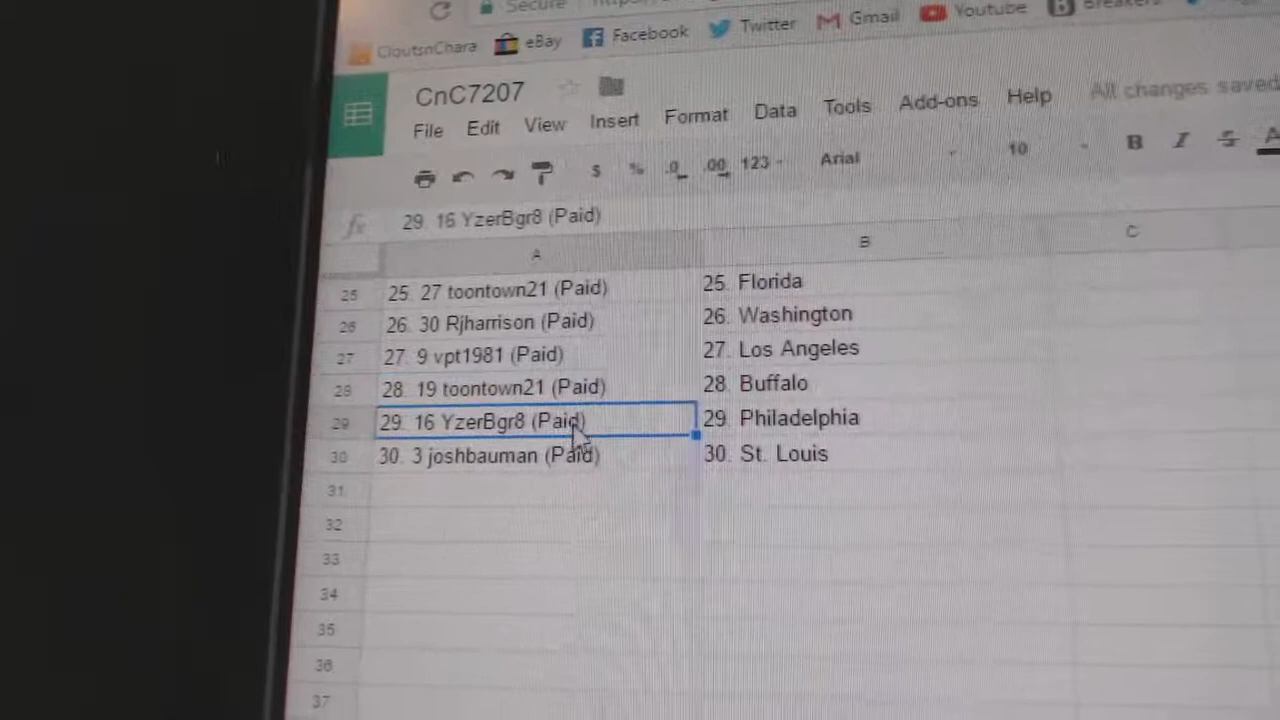 Secure
CloutsnChara eBay Facebook Twitter Gmail Youtube Breakers
CnC7207
File Edit View Insert Format Data Tools Add-ons Help All changes saved
$ % .0 .00 123 Arial 10 B I S A
fx 29. 16 YzerBgr8 (Paid)
A B C
25 25. 27 toontown21 (Paid) 25. Florida
26 26. 30 Rjharrison (Paid) 26. Washington
27 27. 9 vpt1981 (Paid) 27. Los Angeles
28 28. 19 toontown21 (Paid) 28. Buffalo
29 29. 16 YzerBgr8 (Paid) 29. Philadelphia
30 30. 3 joshbauman (Paid) 30. St. Louis
31
32
33
34
35
36
37